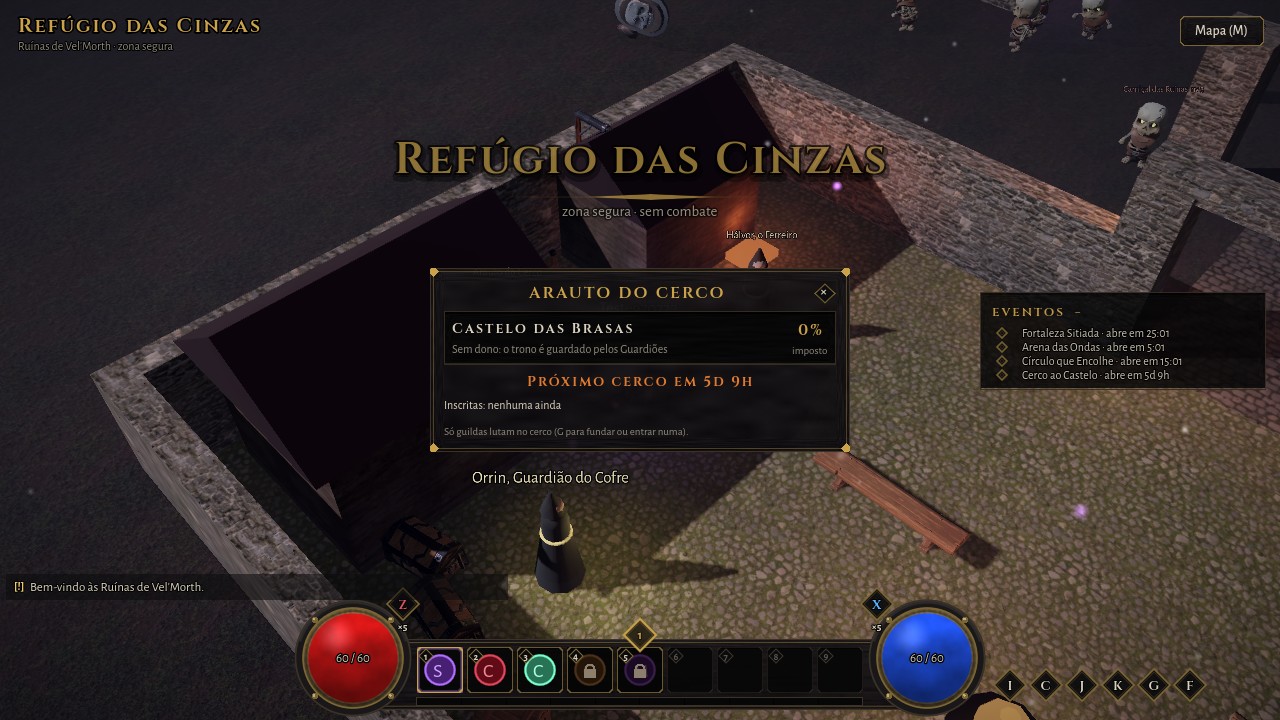 Refúgio das Cinzas
Ruínas de Vel'Morth · zona segura
Mapa (M)
Refúgio das Cinzas
zona segura · sem combate
Hálvor, o Ferreiro
Arauto do Cerco
×
Castelo das Brasas
0%
Sem dono: o trono é guardado pelos Guardiões
imposto
Próximo cerco em 5d 9h
Inscritas: nenhuma ainda
Só guildas lutam no cerco (G para fundar ou entrar numa).
Eventos –
Fortaleza Sitiada · abre em 25:01
Arena das Ondas · abre em 5:01
Círculo que Encolhe · abre em 15:01
Cerco ao Castelo · abre em 5d 9h
Orrin, Guardião do Cofre
[!] Bem-vindo às Ruínas de Vel'Morth.
Z
×5
X
×5
60 / 60
60 / 60
1
1 2 3 4 5 6 7 8 9
S C C
I C J K G F